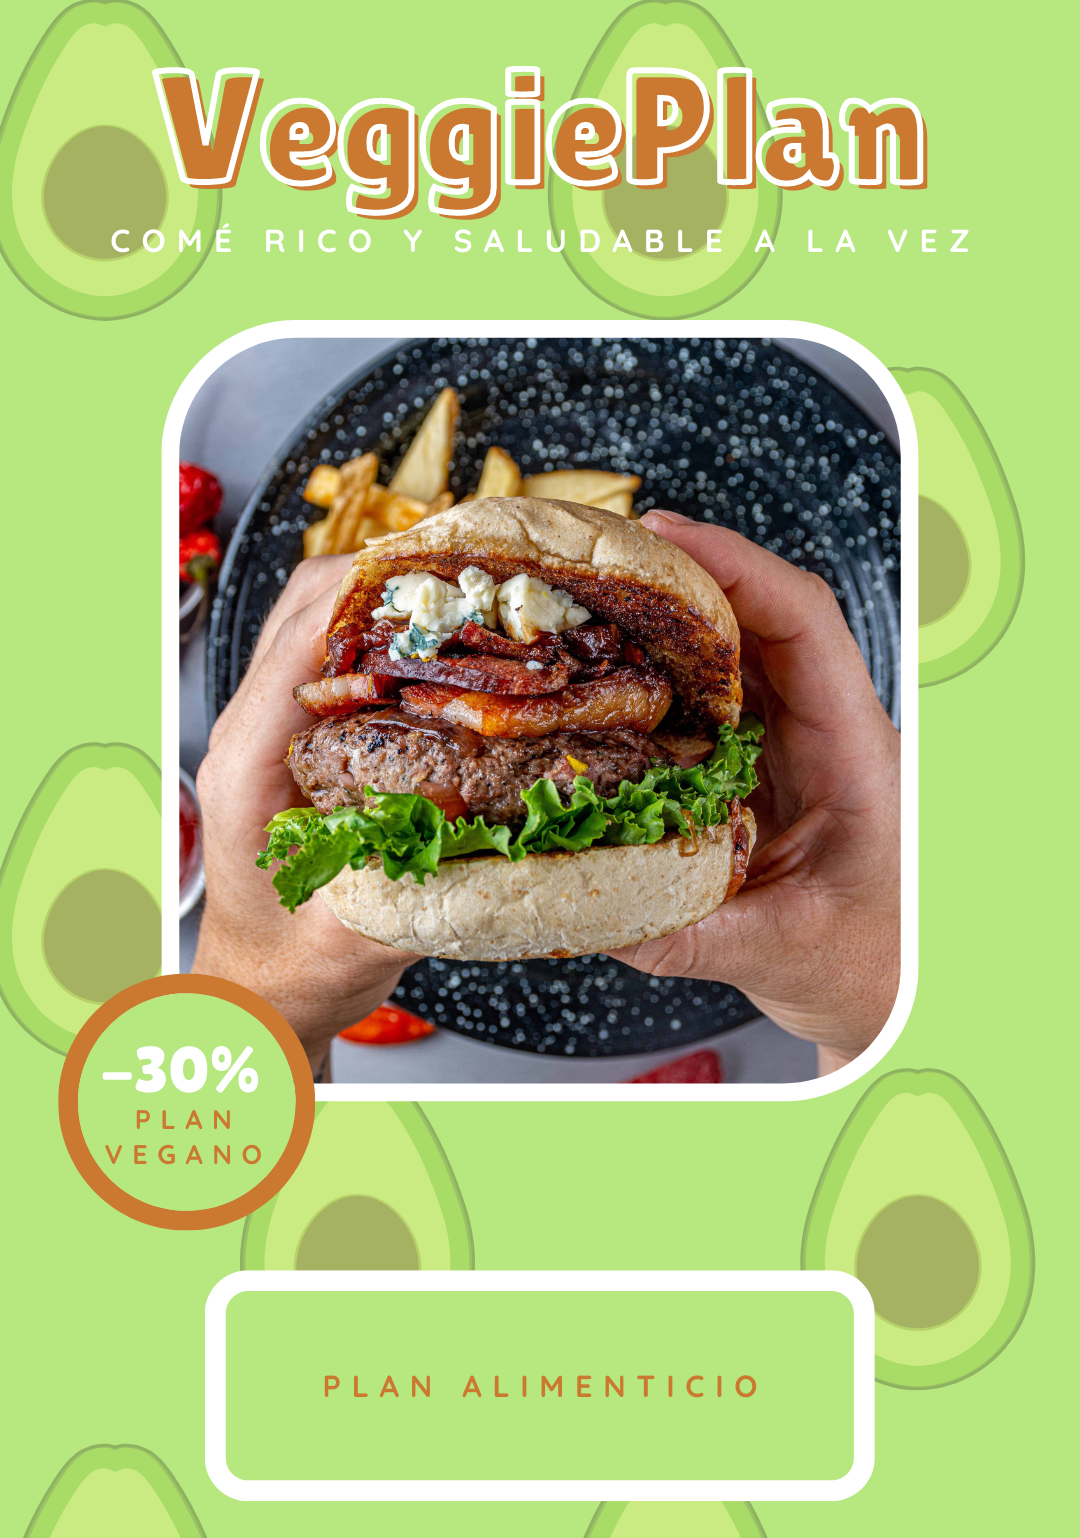 VeggiePlan
COMÉ RICO Y SALUDABLE A LA VEZ
–30%
PLAN
VEGANO
PLAN ALIMENTICIO